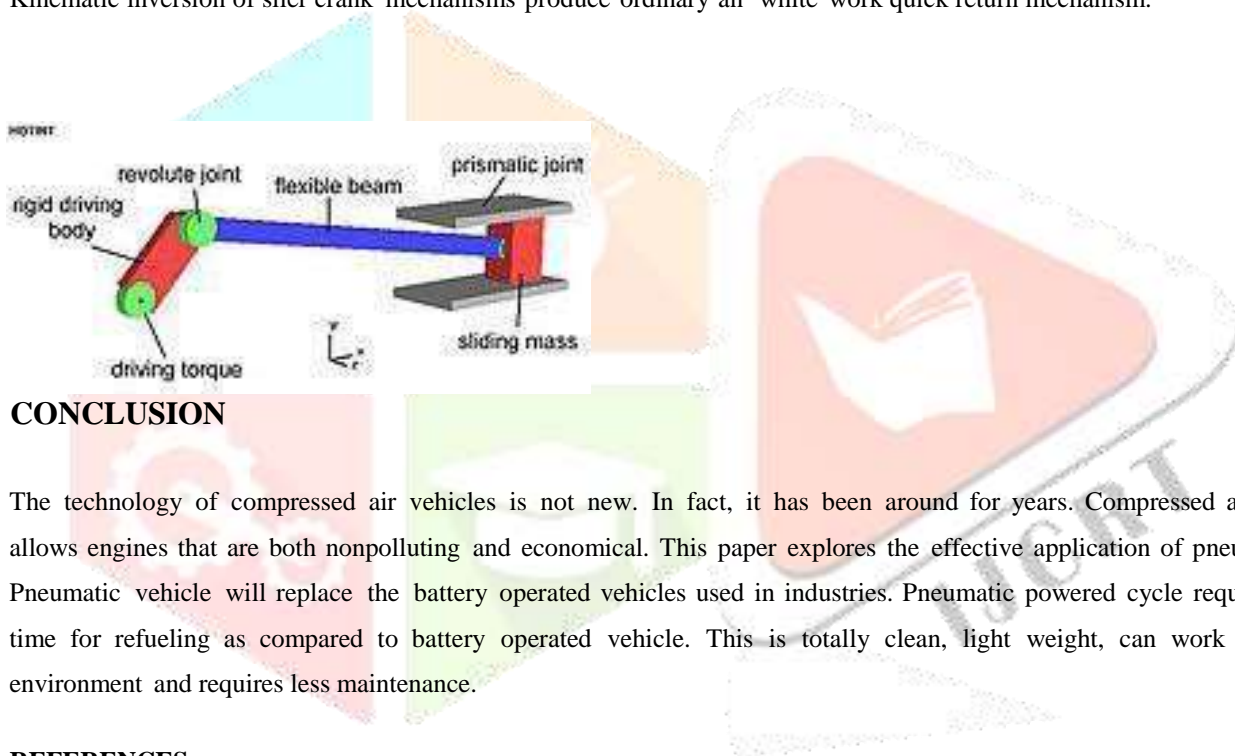 Kinematic inversion of slier crank mechanisms produce ordinary an white work quick return mechanism.
HOTINT
revolute joint
flexible beam
prismatic joint
rigid driving
body
sliding mass
driving torque
CONCLUSION
The technology of compressed air vehicles is not new. In fact, it has been around for years. Compressed a
allows engines that are both nonpolluting and economical. This paper explores the effective application of pneu
Pneumatic vehicle will replace the battery operated vehicles used in industries. Pneumatic powered cycle requ
time for refueling as compared to battery operated vehicle. This is totally clean, light weight, can work
environment and requires less maintenance.
REFERENCES
IJCRT